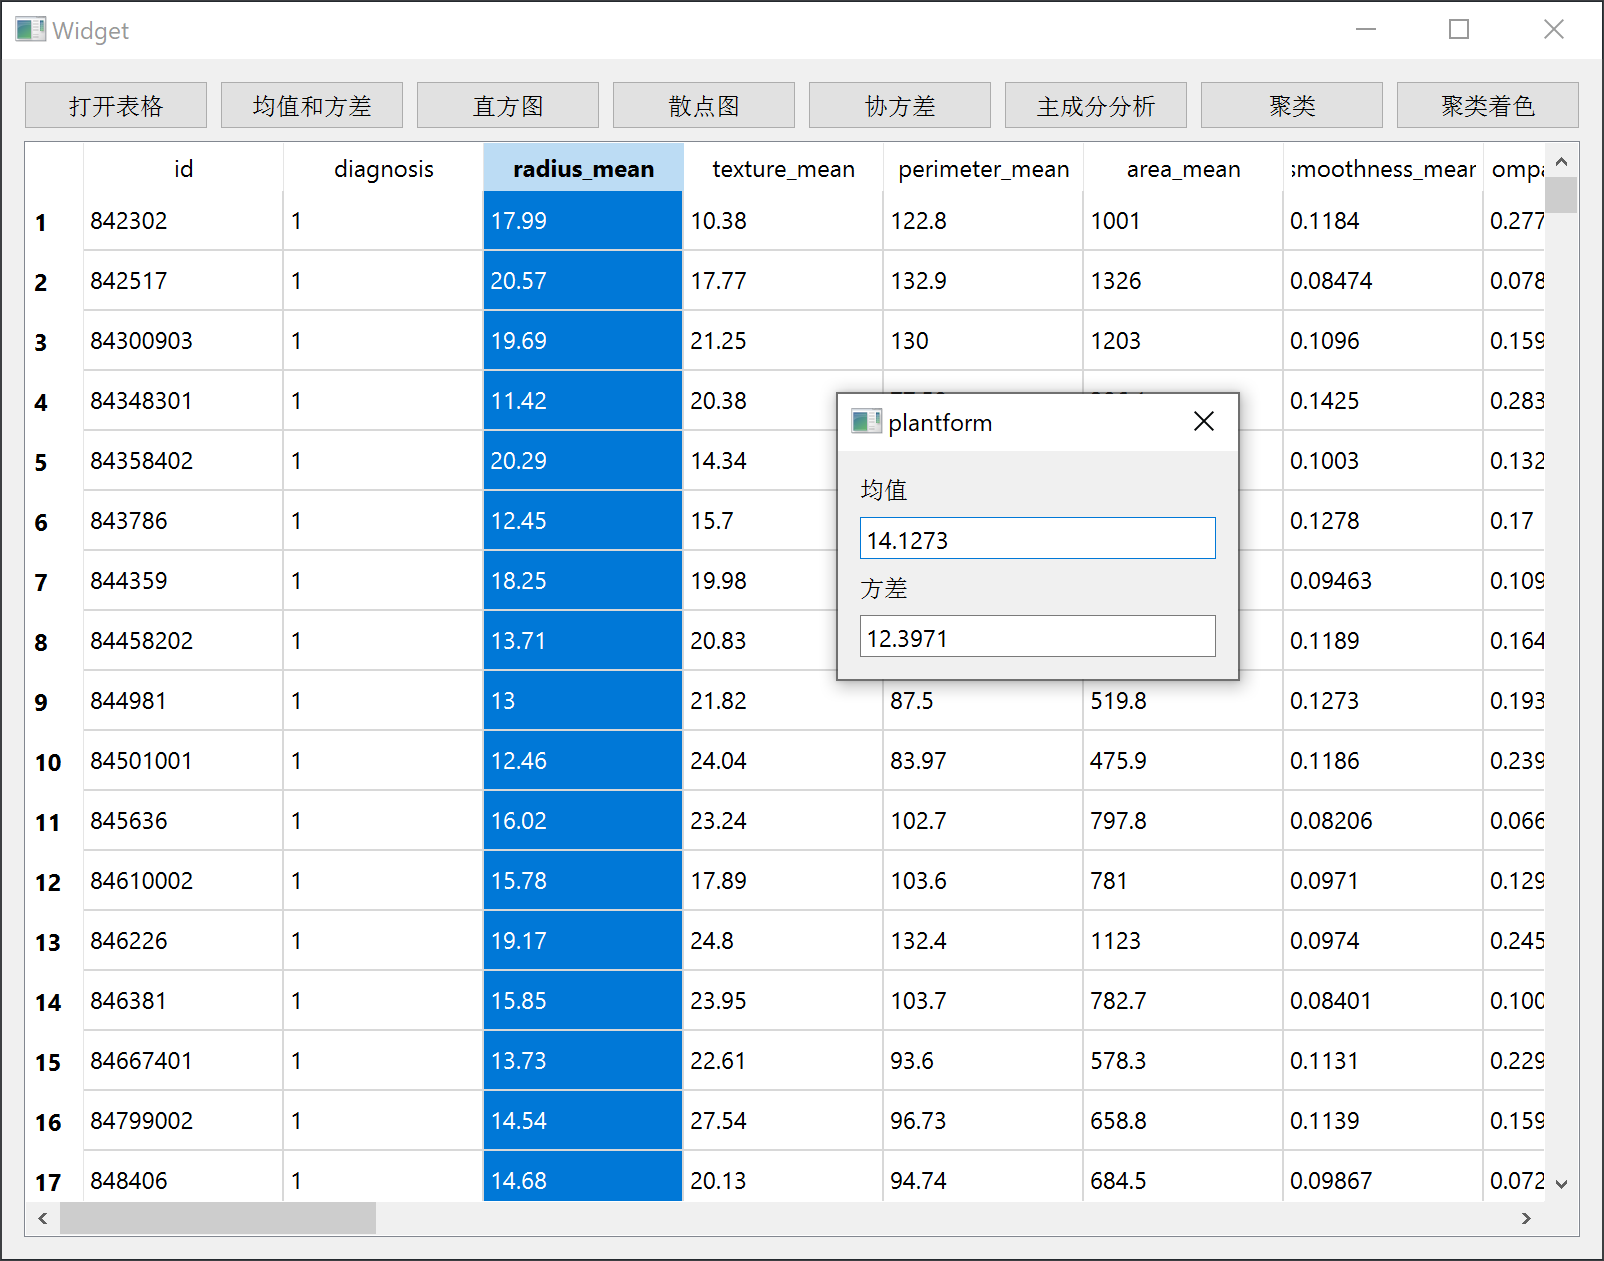 Widget
打开表格 均值和方差 直方图 散点图 协方差 主成分分析 聚类 聚类着色
id diagnosis radius_mean texture_mean perimeter_mean area_mean smoothness_mean
1 842302 1 17.99 10.38 122.8 1001 0.1184 0.277
2 842517 1 20.57 17.77 132.9 1326 0.08474 0.078
3 84300903 1 19.69 21.25 130 1203 0.1096 0.159
4 84348301 1 11.42 20.38 0.1425 0.283
5 84358402 1 20.29 14.34 0.1003 0.132
6 843786 1 12.45 15.7 0.1278 0.17
7 844359 1 18.25 19.98 0.09463 0.109
8 84458202 1 13.71 20.83 0.1189 0.164
9 844981 1 13 21.82 87.5 519.8 0.1273 0.193
10 84501001 1 12.46 24.04 83.97 475.9 0.1186 0.239
11 845636 1 16.02 23.24 102.7 797.8 0.08206 0.066
12 84610002 1 15.78 17.89 103.6 781 0.0971 0.129
13 846226 1 19.17 24.8 132.4 1123 0.0974 0.245
14 846381 1 15.85 23.95 103.7 782.7 0.08401 0.100
15 84667401 1 13.73 22.61 93.6 578.3 0.1131 0.229
16 84799002 1 14.54 27.54 96.73 658.8 0.1139 0.159
17 848406 1 14.68 20.13 94.74 684.5 0.09867 0.072
plantform
均值
14.1273
方差
12.3971